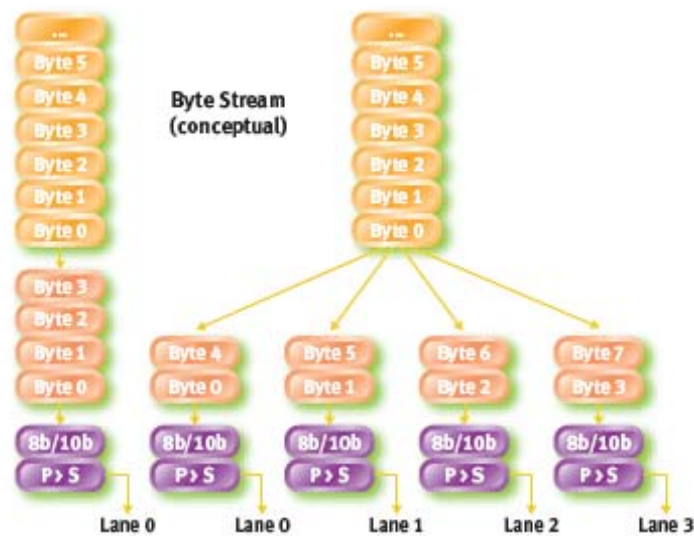 ...
Byte 5
Byte 4
Byte 3
Byte 2
Byte 1
Byte 0
Byte 3
Byte 2
Byte 1
Byte 0
8b/10b
P›S
Lane 0
Byte Stream
(conceptual)
...
Byte 5
Byte 4
Byte 3
Byte 2
Byte 1
Byte 0
Byte 4
Byte 0
8b/10b
P›S
Lane 0
Byte 5
Byte 1
8b/10b
P›S
Lane 1
Byte 6
Byte 2
8b/10b
P›S
Lane 2
Byte 7
Byte 3
8b/10b
P›S
Lane 3